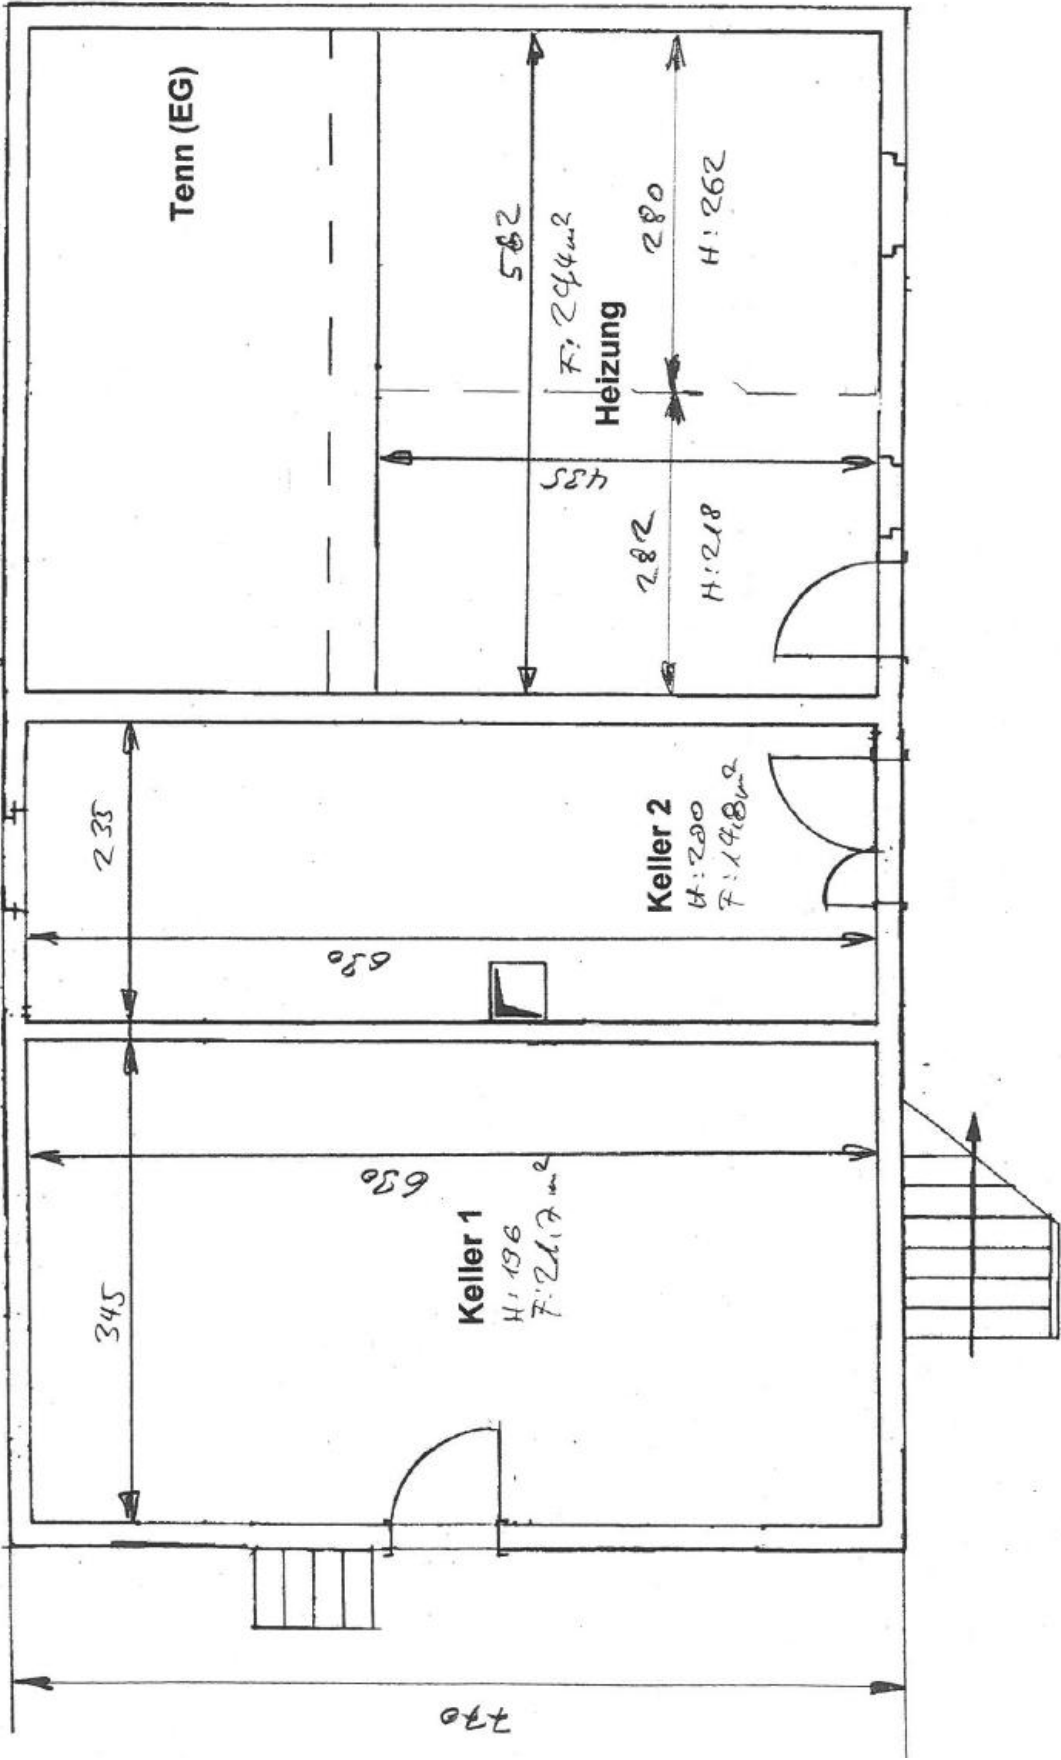 Tenn (EG)
345
235
630
630
562
F: 24,4m²
Heizung
435
282
280
H: 218
H: 262
Keller 1
H: 196
F: 21,7m²
Keller 2
H: 200
F: 14,8m²
770